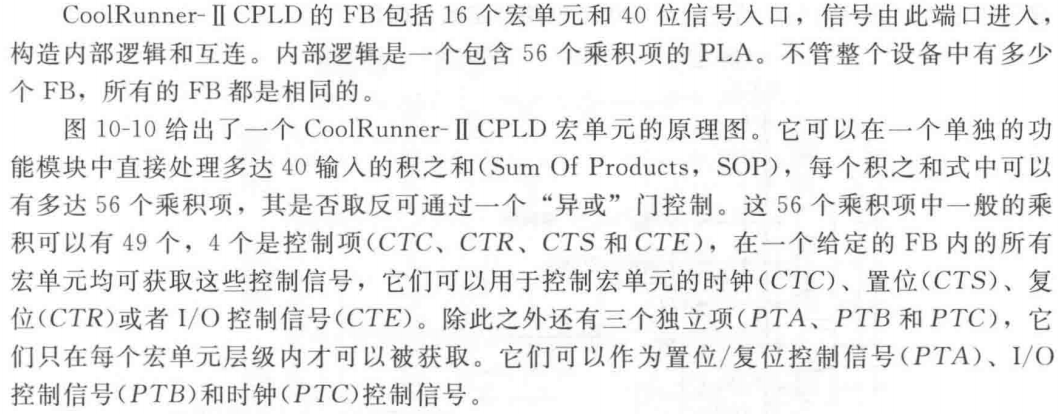 CoolRunner-Ⅱ CPLD 的 FB 包括 16 个宏单元和 40 位信号入口，信号由此端口进入，
构造内部逻辑和互连。内部逻辑是一个包含 56 个乘积项的 PLA。不管整个设备中有多少
个 FB，所有的 FB 都是相同的。
图 10-10 给出了一个 CoolRunner-Ⅱ CPLD 宏单元的原理图。它可以在一个单独的功
能模块中直接处理多达 40 输入的积之和(Sum Of Products，SOP)，每个积之和式中可以
有多达 56 个乘积项，其是否取反可通过一个“异或”门控制。这 56 个乘积项中一般的乘
积可以有 49 个，4 个是控制项(CTC、CTR、CTS 和 CTE)，在一个给定的 FB 内的所有
宏单元均可获取这些控制信号，它们可以用于控制宏单元的时钟(CTC)、置位(CTS)、复
位(CTR)或者 I/O 控制信号(CTE)。除此之外还有三个独立项(PTA、PTB 和 PTC)，它
们只在每个宏单元层级内才可以被获取。它们可以作为置位/复位控制信号(PTA)、I/O
控制信号(PTB)和时钟(PTC)控制信号。